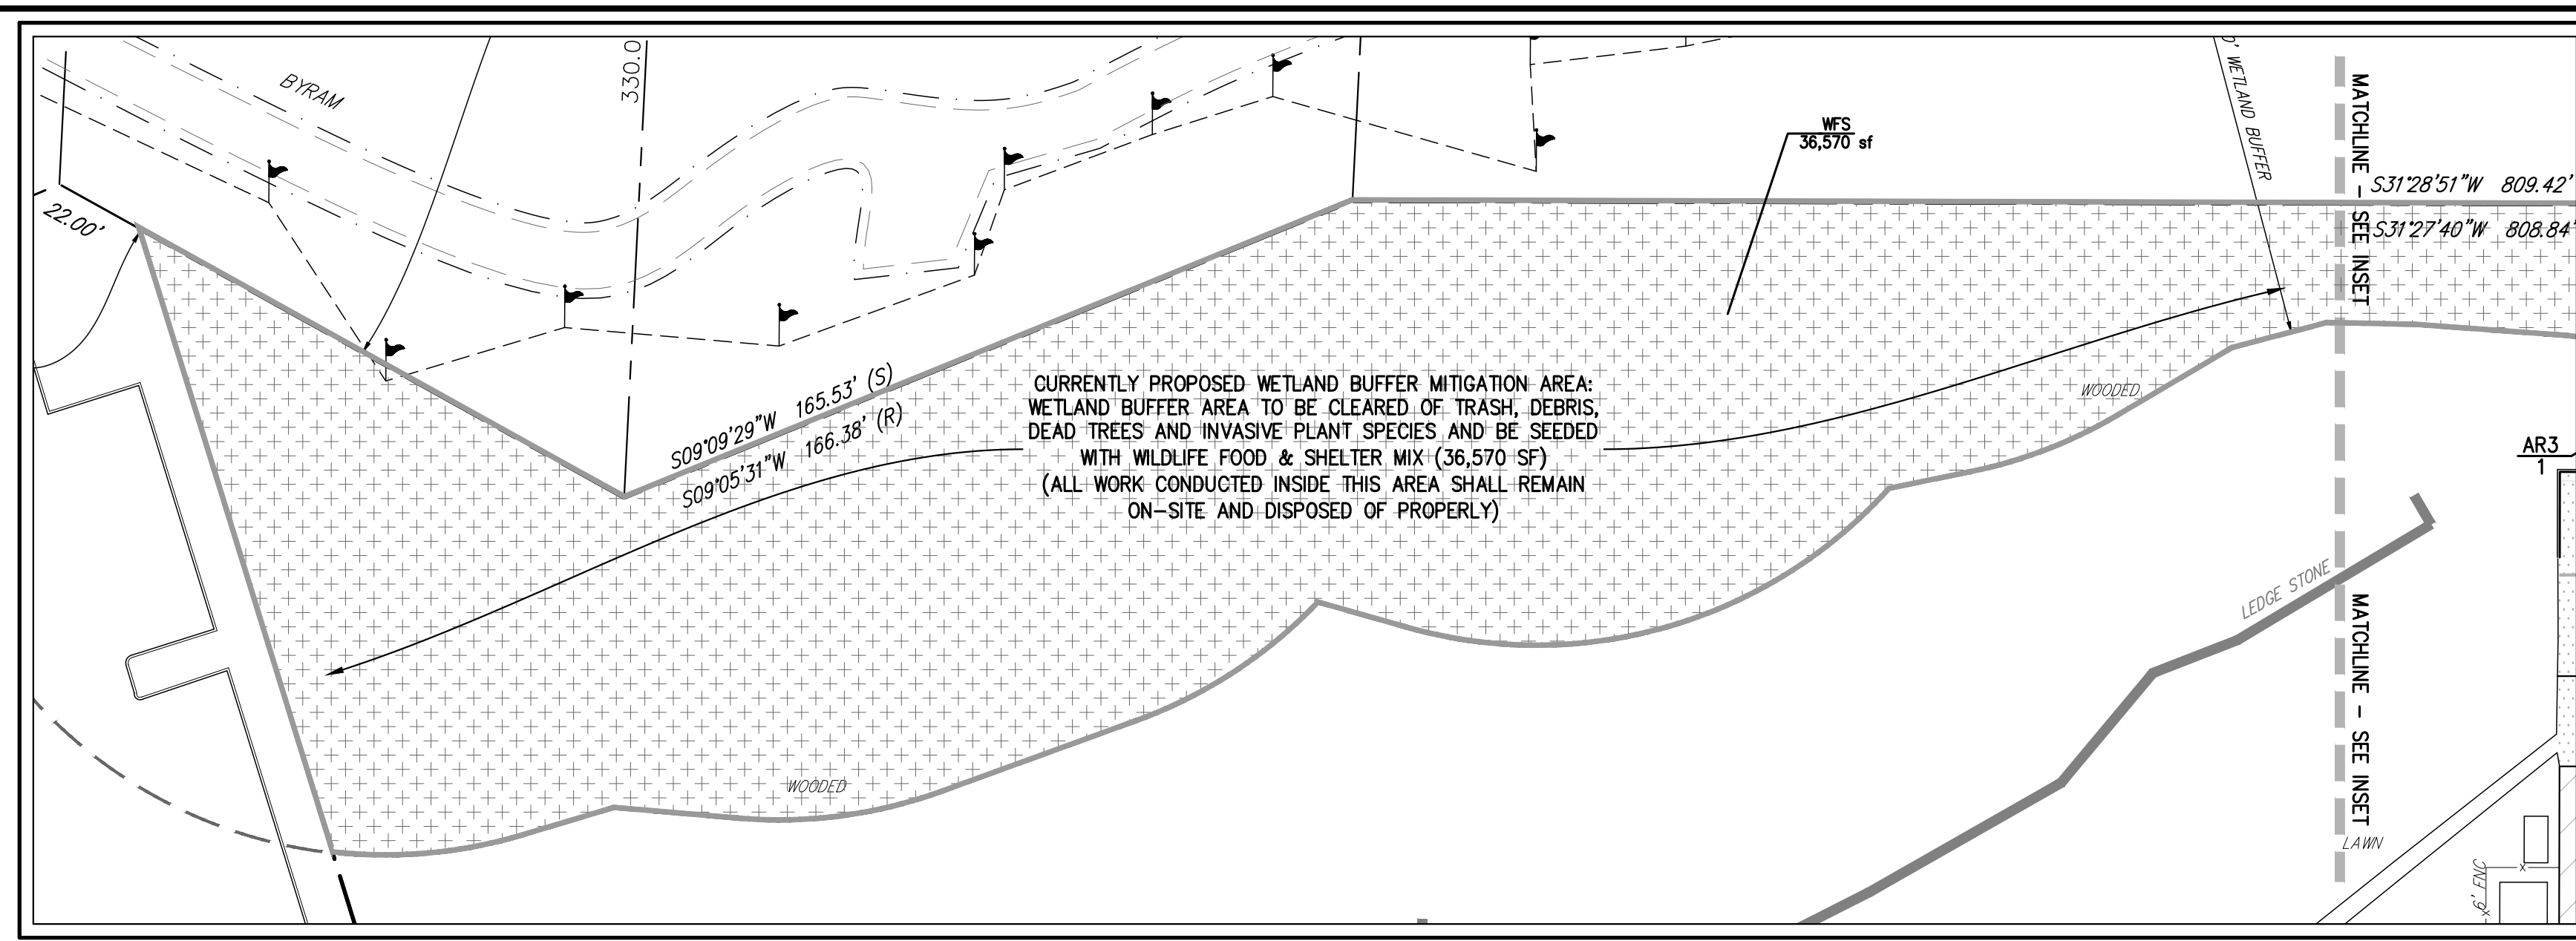 BYRAM
330.0
22.00'
WFS
36,570 sf
0' WETLAND BUFFER
MATCHLINE - SEE INSET
S31°28'51"W 809.42'
S31°27'40"W 808.84'
S09°09'29"W 165.53' (S)
S09°05'31"W 166.38' (R)
CURRENTLY PROPOSED WETLAND BUFFER MITIGATION AREA:
WETLAND BUFFER AREA TO BE CLEARED OF TRASH, DEBRIS,
DEAD TREES AND INVASIVE PLANT SPECIES AND BE SEEDED
WITH WILDLIFE FOOD & SHELTER MIX (36,570 SF)
(ALL WORK CONDUCTED INSIDE THIS AREA SHALL REMAIN
ON-SITE AND DISPOSED OF PROPERLY)
WOODED
AR3
1
LEDGE STONE
MATCHLINE - SEE INSET
WOODED
LAWN
6' FNC
x
x